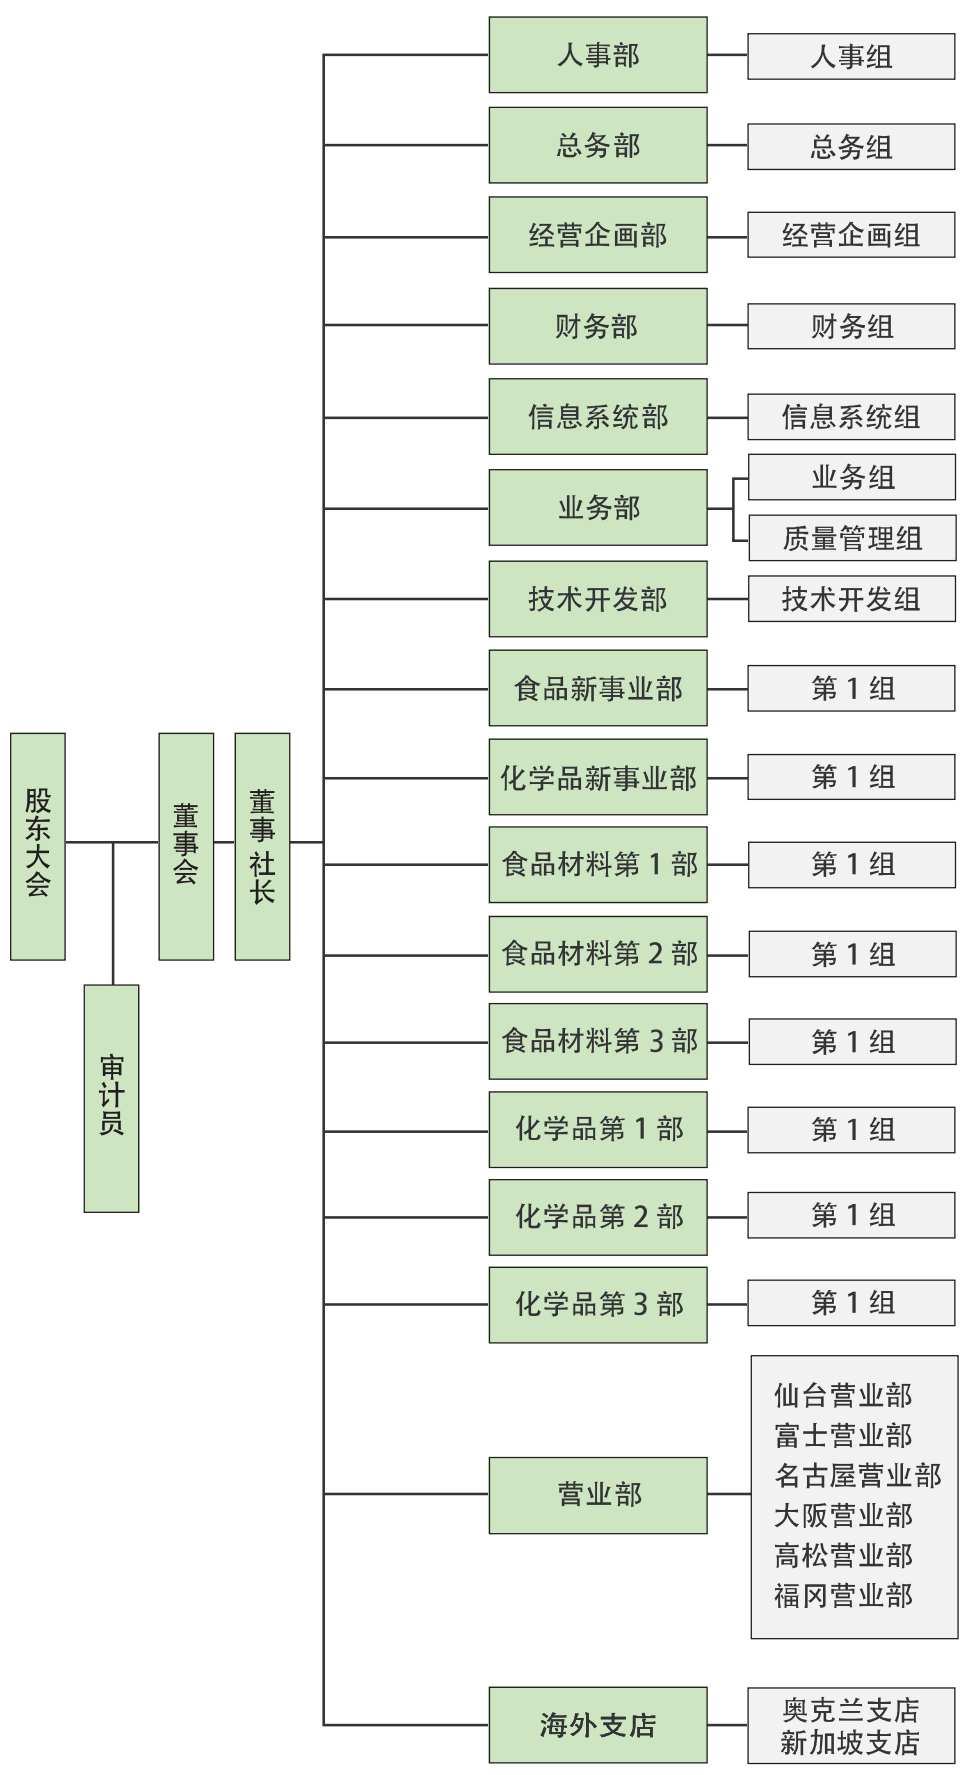 股东大会
审计员
董事会
董事社长
人事部
人事组
总务部
总务组
经营企画部
经营企画组
财务部
财务组
信息系统部
信息系统组
业务部
业务组
质量管理组
技术开发部
技术开发组
食品新事业部
第 1 组
化学品新事业部
第 1 组
食品材料第 1 部
第 1 组
食品材料第 2 部
第 1 组
食品材料第 3 部
第 1 组
化学品第 1 部
第 1 组
化学品第 2 部
第 1 组
化学品第 3 部
第 1 组
营业部
仙台营业部
富士营业部
名古屋营业部
大阪营业部
高松营业部
福冈营业部
海外支店
奥克兰支店
新加坡支店